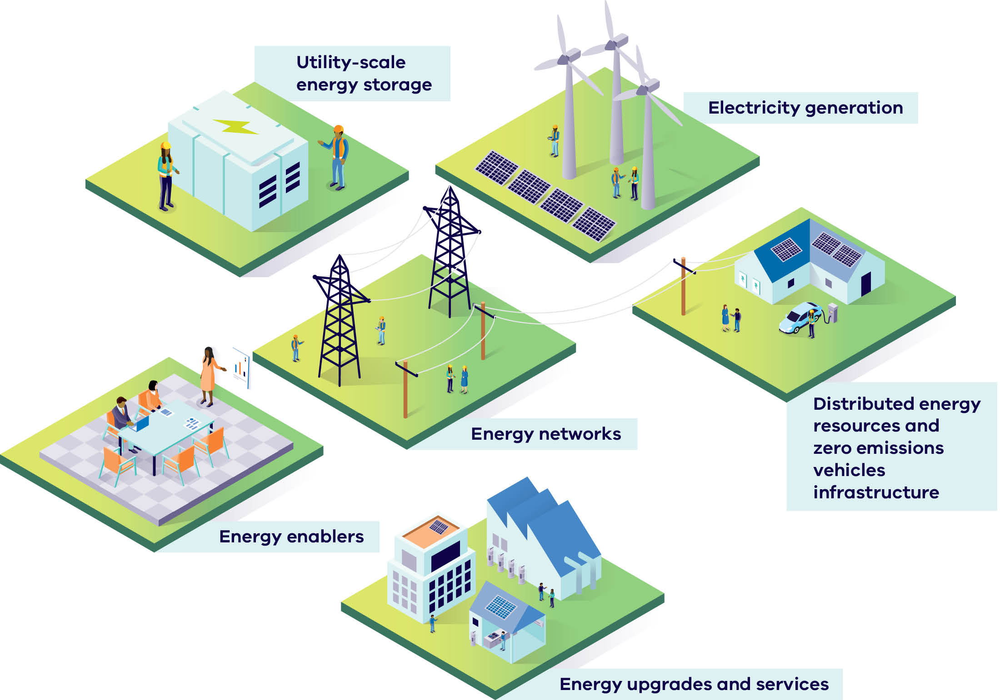 Utility-scale
energy storage
Electricity generation
Energy networks
Distributed energy
resources and
zero emissions
vehicles
infrastructure
Energy enablers
Energy upgrades and services